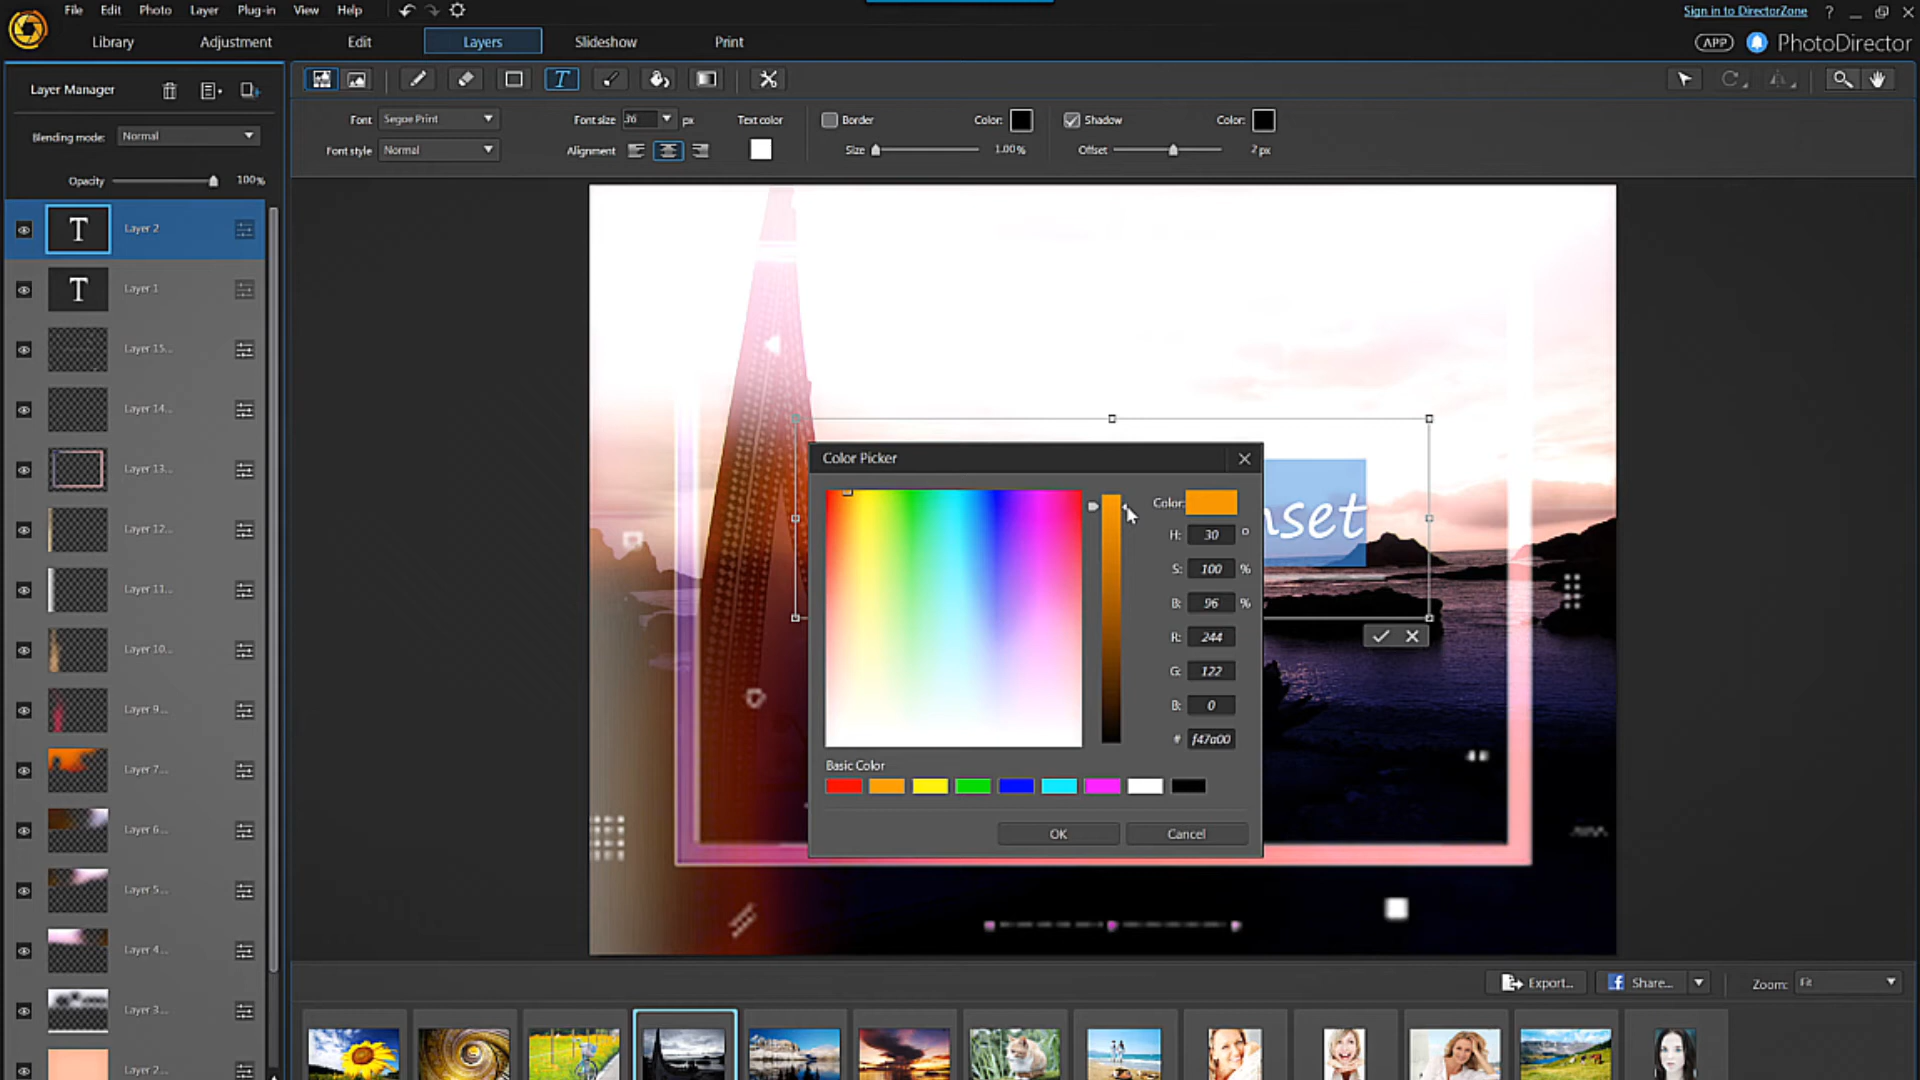 File Edit Photo Layer Plug-in View Help
Sign in to DirectorZone ?
Library Adjustment Edit Layers Slideshow Print
APP PhotoDirector
Layer Manager
T
Font Segoe Print Font size 36 px Text color Border Color: Shadow Color:
Blending mode: Normal
Font style Normal Alignment Size 1.00% Offset 2 px
Opacity 100%
T Layer 2
T Layer 1
Layer 15...
Layer 14...
Layer 13...
Layer 12...
Layer 11...
Layer 10...
Layer 9...
Layer 7...
Layer 6...
Layer 5...
Layer 4...
Layer 3...
Layer 2...
nset
Color Picker
Color:
H: 30 °
S: 100 %
B: 96 %
R: 244
G: 122
B: 0
# f47a00
Basic Color
OK Cancel
Export... Share... Zoom: Fit